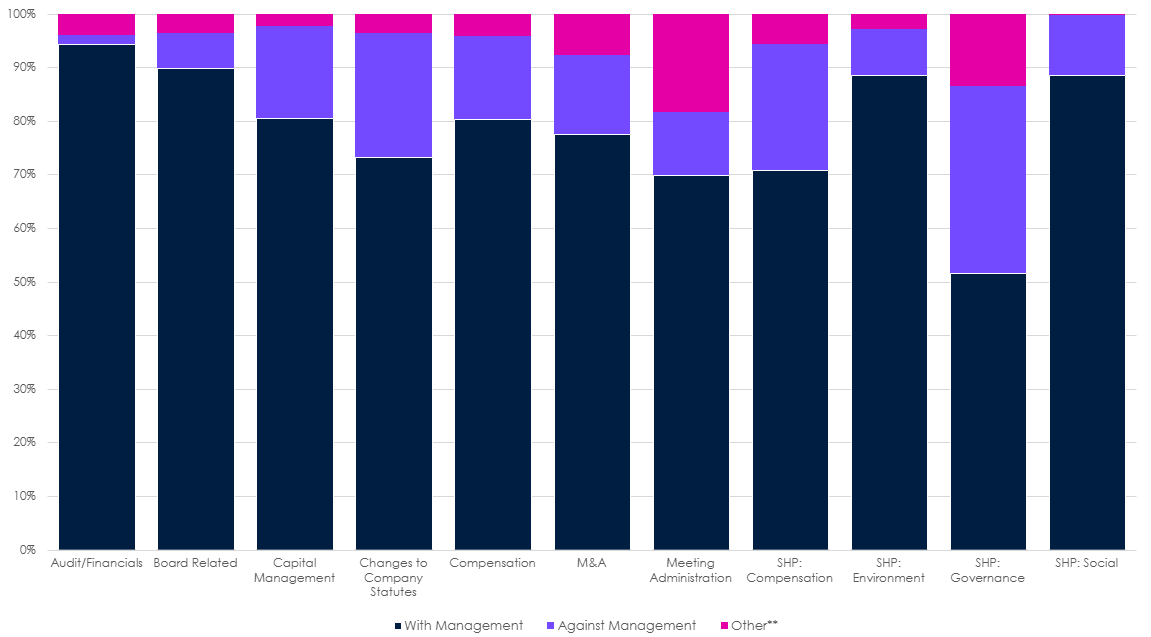 100%
90%
80%
70%
60%
50%
40%
30%
20%
10%
0%
Audit/Financials
Board Related
Capital
Management
Changes to
Company
Statutes
Compensation
M&A
Meeting
Administration
SHP:
Compensation
SHP:
Environment
SHP:
Governance
SHP: Social
With Management
Against Management
Other**